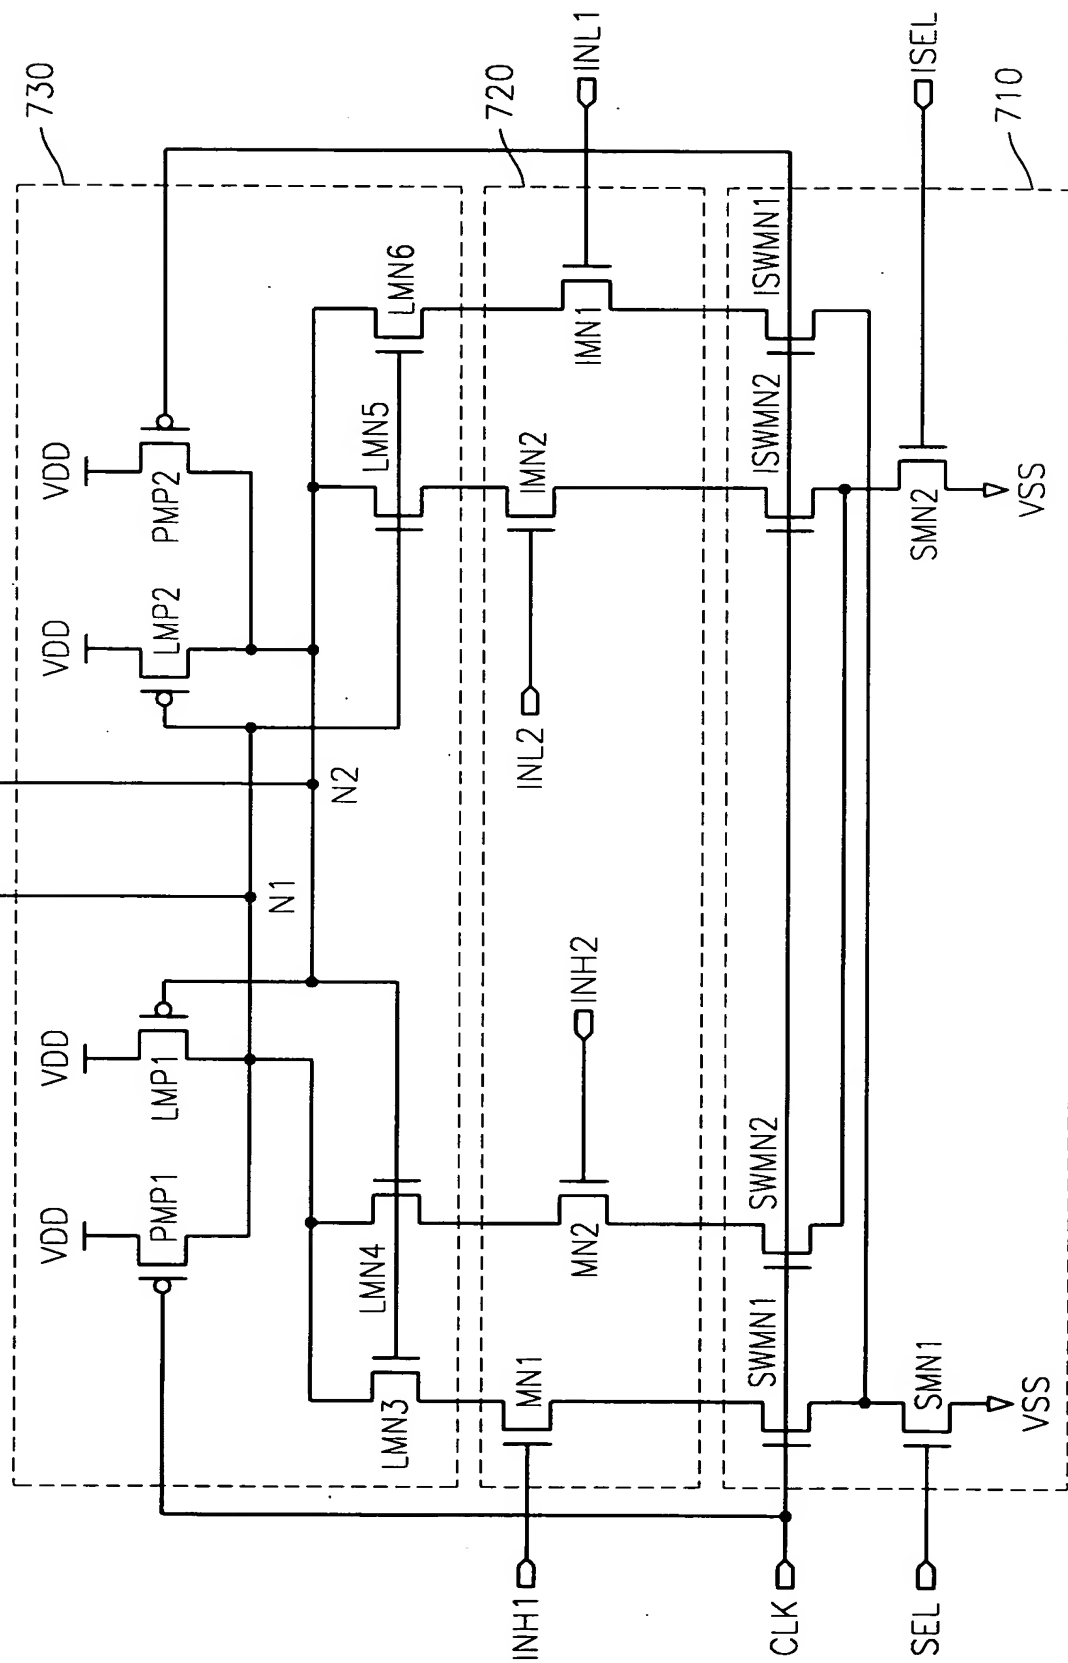 730
720
710
INL1
ISEL
VDD
VDD
VDD
VDD
PMP1
LMP1
LMP2
PMP2
N1
N2
LMN3
LMN4
LMN5
LMN6
INH1
MN1
MN2
INH2
INL2
IMN2
IMN1
CLK
SWMN1
SWMN2
ISWMN2
ISWMN1
SEL
SMN1
VSS
SMN2
VSS